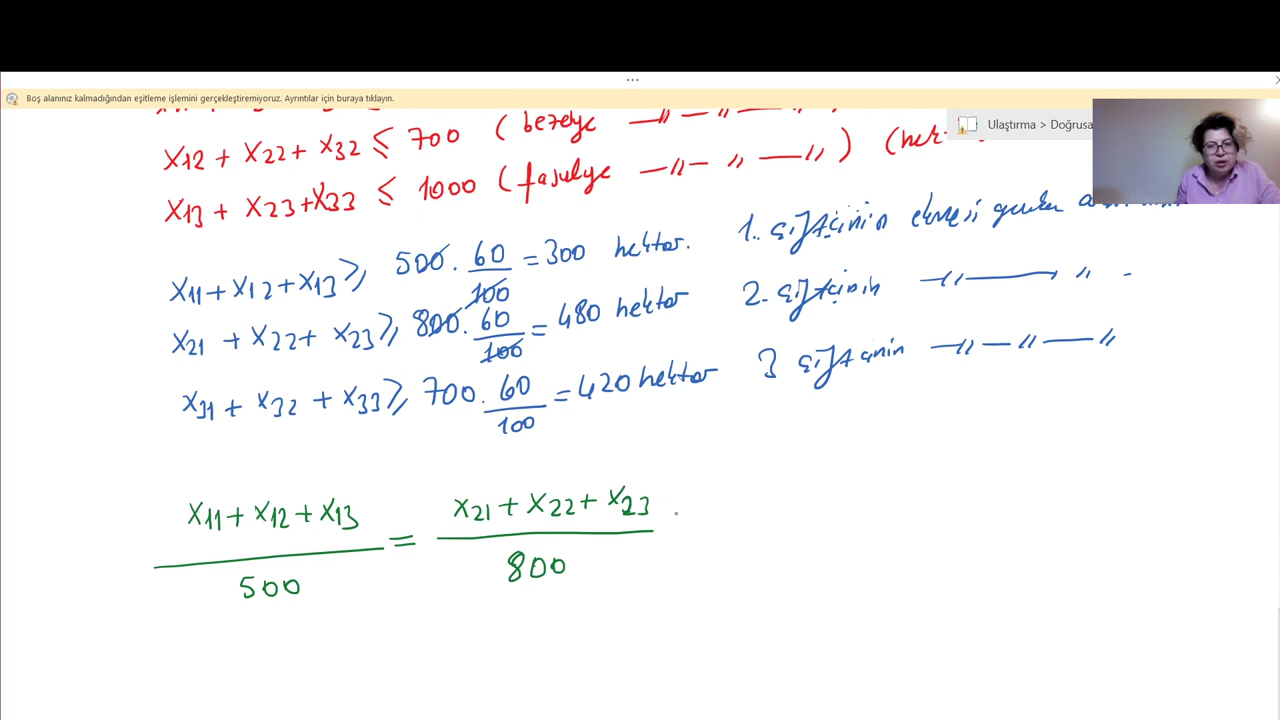 ...
Boş alanınız kalmadığından eşitleme işlemini gerçekleştiremiyoruz. Ayrıntılar için buraya tıklayın.
Ulaştırma > Doğrusa
x12 + x22 + x32 ≤ 700 (bezelye —"—"—"
x13 + x23 + x33 ≤ 1000 (fasulye —"—"—") (hek
x11 + x12 + x13 ≥ 500 . 60/100 = 300 hektar. 1. çiftçinin ekmesi gereken
x21 + x22 + x23 ≥ 800 . 60/100 = 480 hektar 2. çiftçinin —"———"—
x31 + x32 + x33 ≥ 700 . 60/100 = 420 hektar 3 çiftçinin —"—"—"
(x11 + x12 + x13)/500 = (x21 + x22 + x23)/800